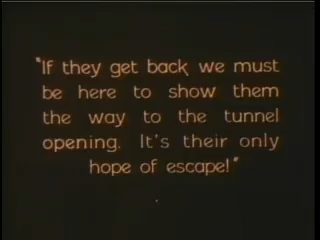 "If they get back we must
be here to show them
the way to the tunnel
opening. It's their only
hope of escape!"